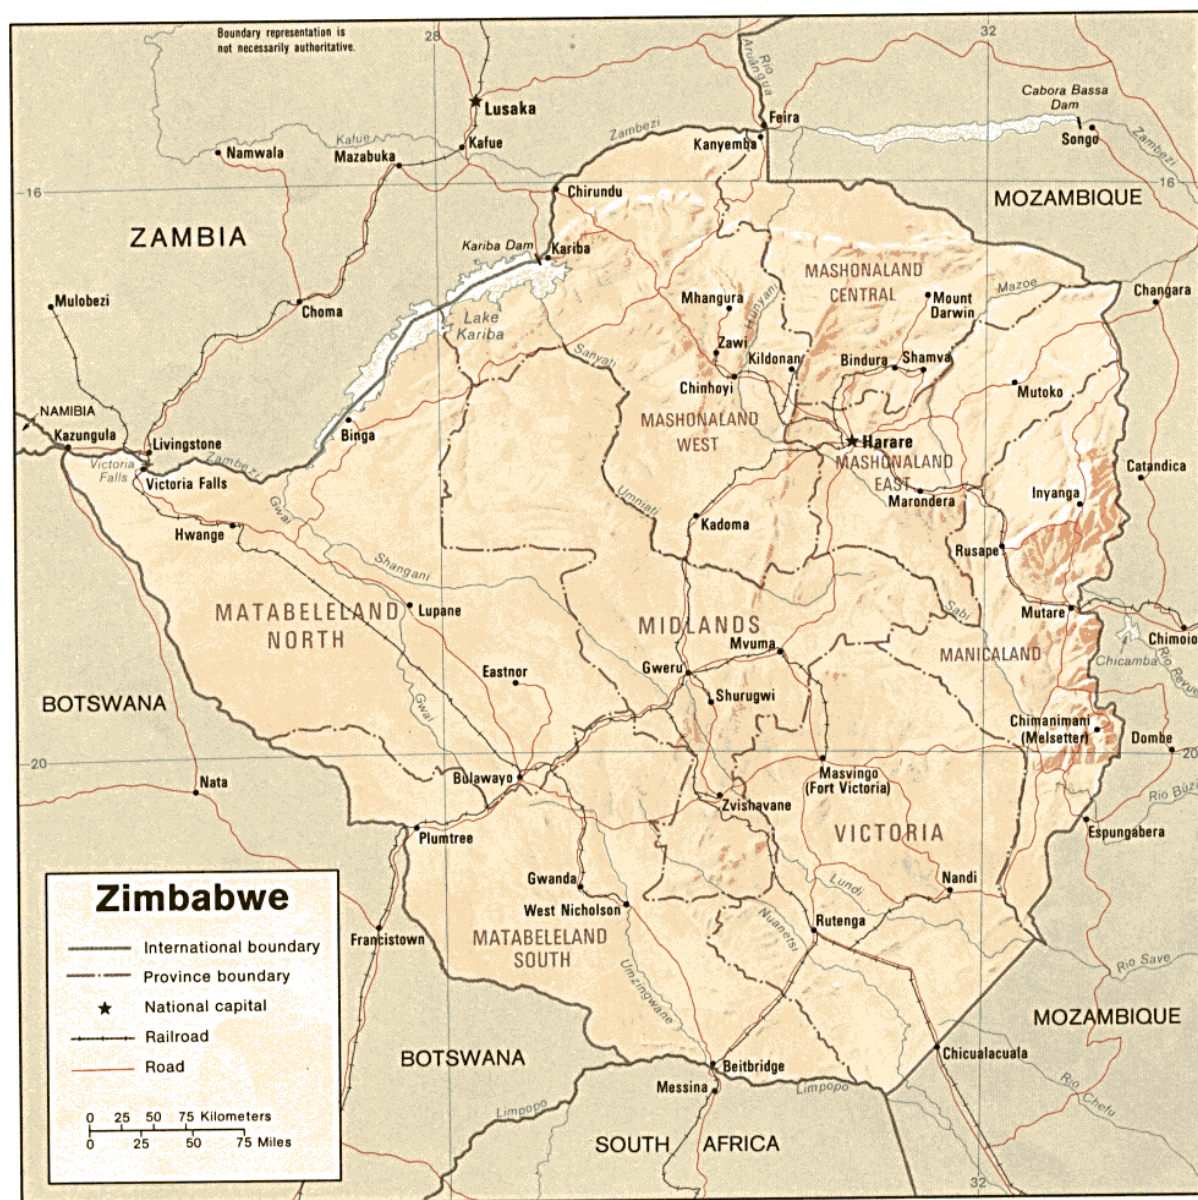 Boundary representation is
not necessarily authoritative.
28
32
Lusaka
Rio
Aruângua
Feira
Cabora Bassa
Dam
Songo
Zambezi
Kafue
Namwala
Mazabuka
Kafue
Zambezi
Kanyemba
16
Chirundu
MOZAMBIQUE
16
ZAMBIA
Kariba Dam
Kariba
MASHONALAND
CENTRAL
Mazoe
Mulobezi
Choma
Lake
Kariba
Mhangura
Hunyani
Mount
Darwin
Changara
Sanyati
Zawi
Kildonan
Bindura
Shamva
Chinhoyi
Mutoko
NAMIBIA
Kazungula
Livingstone
Binga
MASHONALAND
WEST
Harare
MASHONALAND
EAST
Victoria
Falls
Victoria Falls
Zambezi
Gwai
Umniati
Marondera
Inyanga
Catandica
Hwange
Kadoma
Rusape
Shangani
MATABELELAND
NORTH
Lupane
MIDLANDS
Sabi
Mutare
Chimoio
Mvuma
MANICALAND
Chicamba
Rio Revue
Gweru
Eastnor
Shurugwi
BOTSWANA
Gwai
Chimanimani
(Melsetter)
Dombe
20
20
Nata
Bulawayo
Masvingo
(Fort Victoria)
Zvishavane
Rio Búzi
Plumtree
VICTORIA
Espungabera
Gwanda
Lundi
Nandi
West Nicholson
Nuanetsi
Rutenga
Francistown
MATABELELAND
SOUTH
Umzingwane
Rio Save
MOZAMBIQUE
BOTSWANA
Chicualacuala
Beitbridge
Messina
Limpopo
Limpopo
Rio Chefu
SOUTH AFRICA
32
Zimbabwe
International boundary
Province boundary
National capital
Railroad
Road
0 25 50 75 Kilometers
0 25 50 75 Miles